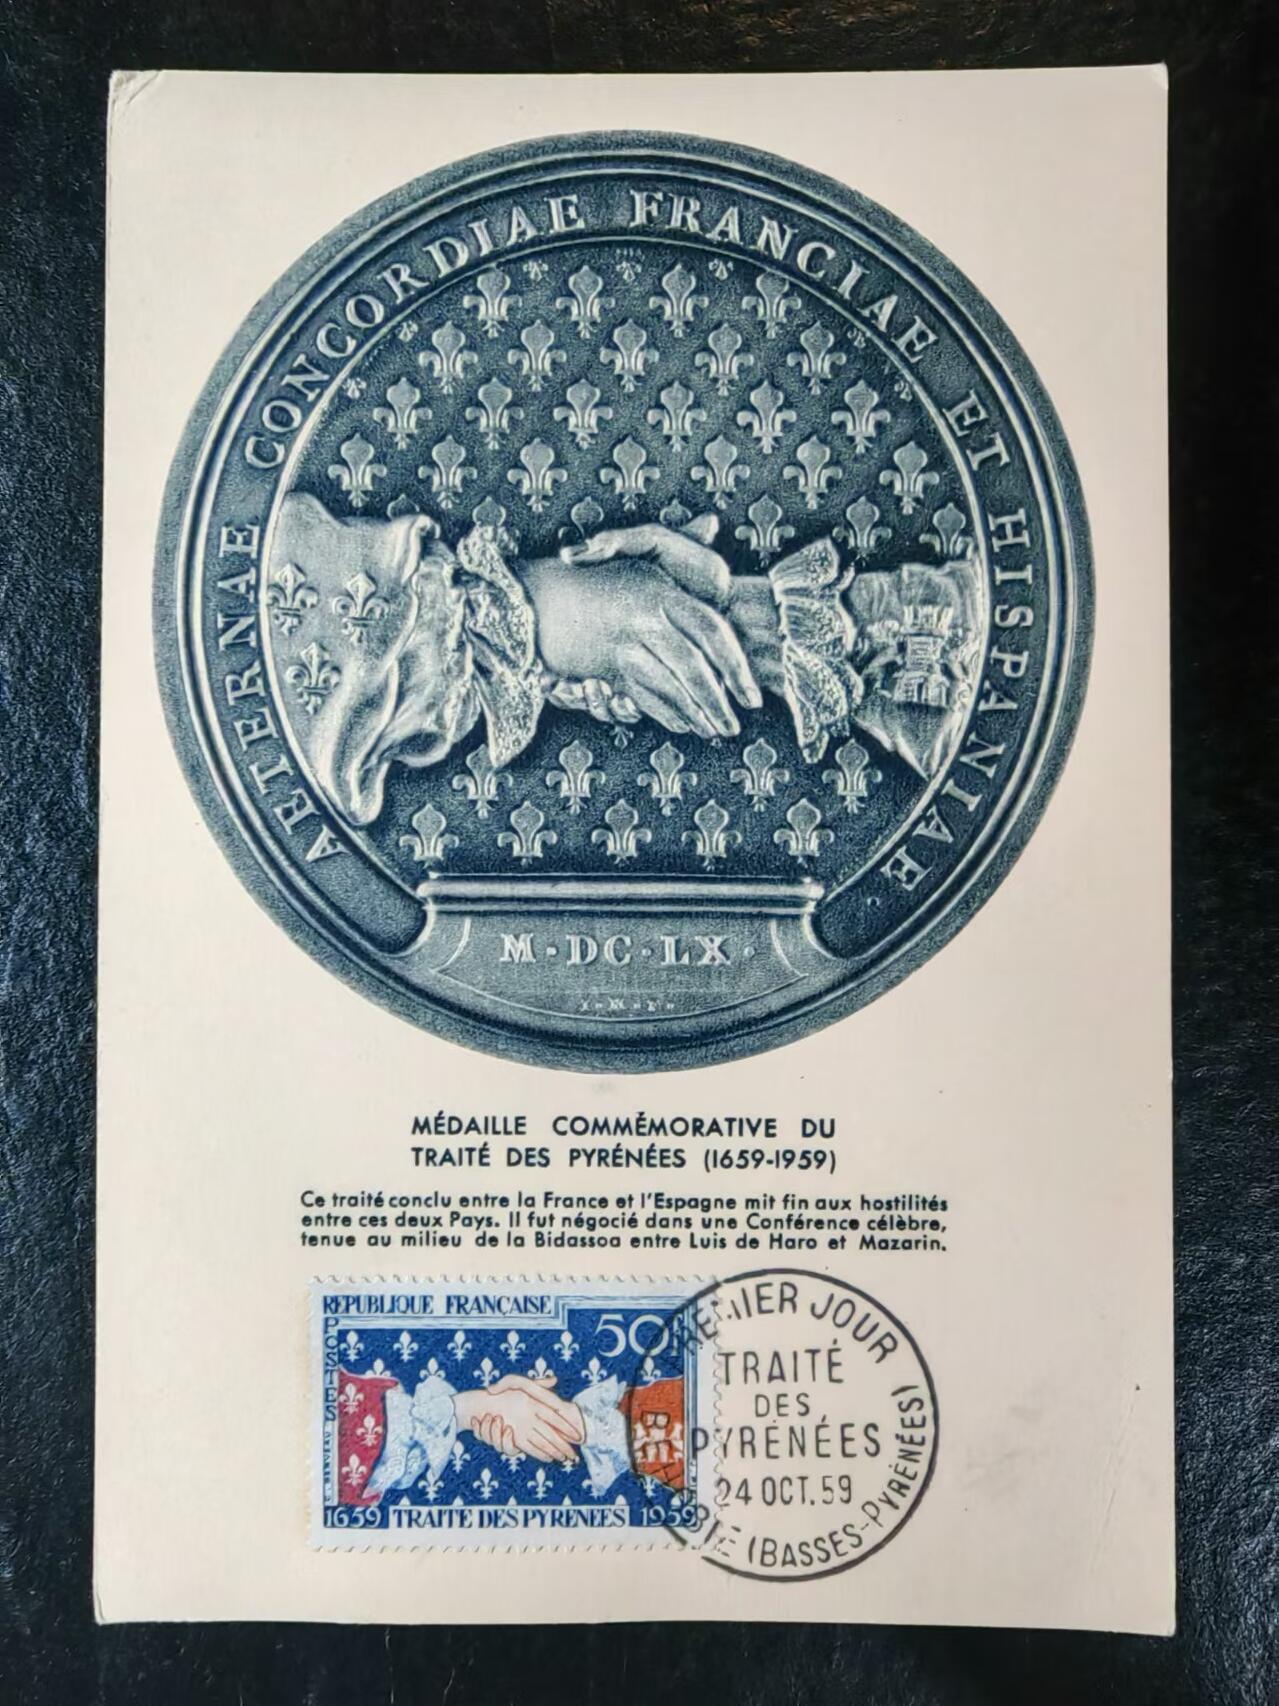 AETERNAE CONCORDIAE FRANCIAE ET HISPANIAE ·
M · DC · LX ·
MÉDAILLE COMMÉMORATIVE DU
TRAITÉ DES PYRÉNÉES (1659-1959)
Ce traité conclu entre la France et l'Espagne mit fin aux hostilités
entre ces deux Pays. Il fut négocié dans une Conférence célèbre,
tenue au milieu de la Bidassoa entre Luis de Haro et Mazarin.
REPUBLIQUE FRANÇAISE
50F
POSTES
1659 TRAITE DES PYRENEES 1959
PREMIER JOUR
TRAITÉ
DES
PYRÉNÉES
24 OCT. 59
BEHOBIE (BASSES-PYRÉNÉES)